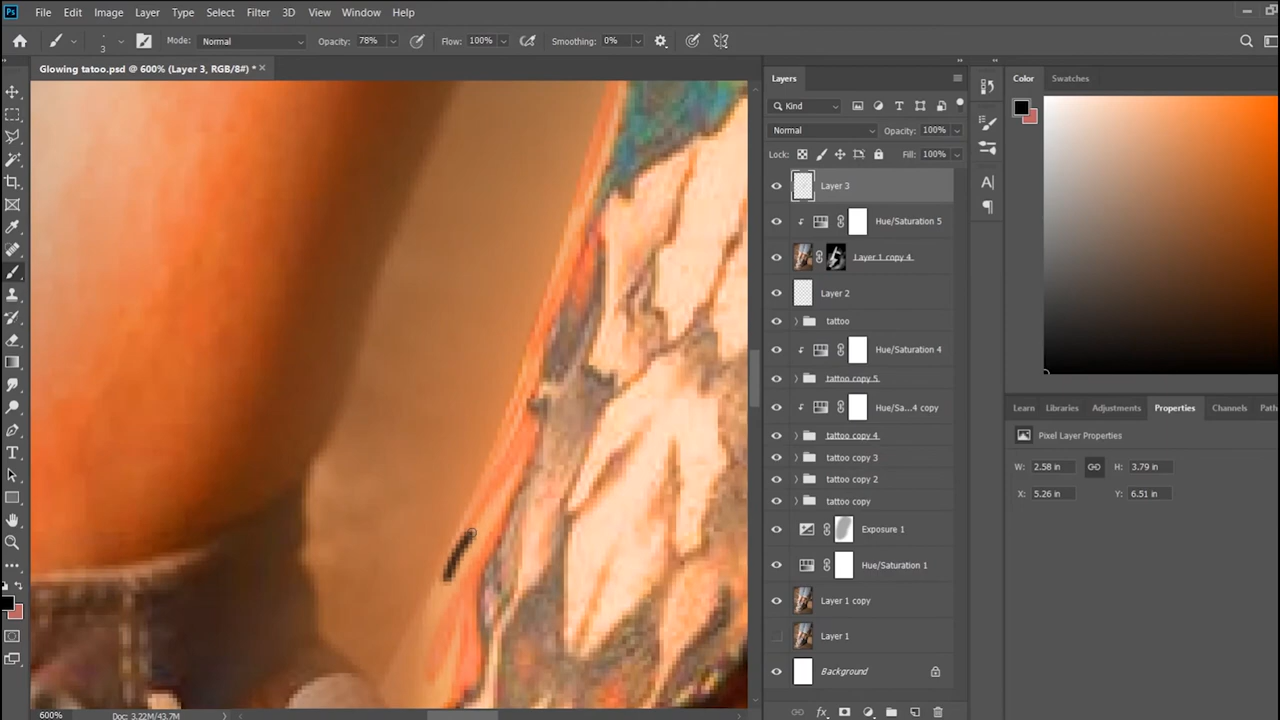 Ps File Edit Image Layer Type Select Filter 3D View Window Help
3 Mode: Normal Opacity: 78% Flow: 100% Smoothing: 0%
Glowing tatoo.psd @ 600% (Layer 3, RGB/8#) * ×
Layers
Kind
Normal Opacity: 100%
Lock: Fill: 100%
Layer 3
Hue/Saturation 5
Layer 1 copy 4
Layer 2
tattoo
Hue/Saturation 4
tattoo copy 5
Hue/Sa...4 copy
tattoo copy 4
tattoo copy 3
tattoo copy 2
tattoo copy
Exposure 1
Hue/Saturation 1
Layer 1 copy
Layer 1
Background
fx
Color Swatches
Learn Libraries Adjustments Properties Channels Path
Pixel Layer Properties
W: 2.58 in H: 3.79 in
X: 5.26 in Y: 6.51 in
600% Doc: 3.22M/43.7M